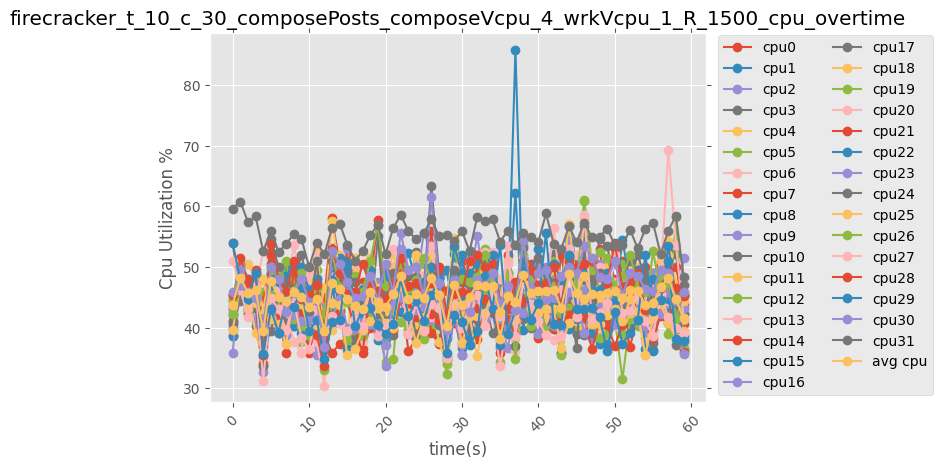 firecracker_t_10_c_30_composePosts_composeVcpu_4_wrkVcpu_1_R_1500_cpu_overtime
Cpu Utilization %
80
70
60
50
40
30
0
10
20
30
40
50
60
time(s)
cpu0
cpu1
cpu2
cpu3
cpu4
cpu5
cpu6
cpu7
cpu8
cpu9
cpu10
cpu11
cpu12
cpu13
cpu14
cpu15
cpu16
cpu17
cpu18
cpu19
cpu20
cpu21
cpu22
cpu23
cpu24
cpu25
cpu26
cpu27
cpu28
cpu29
cpu30
cpu31
avg cpu